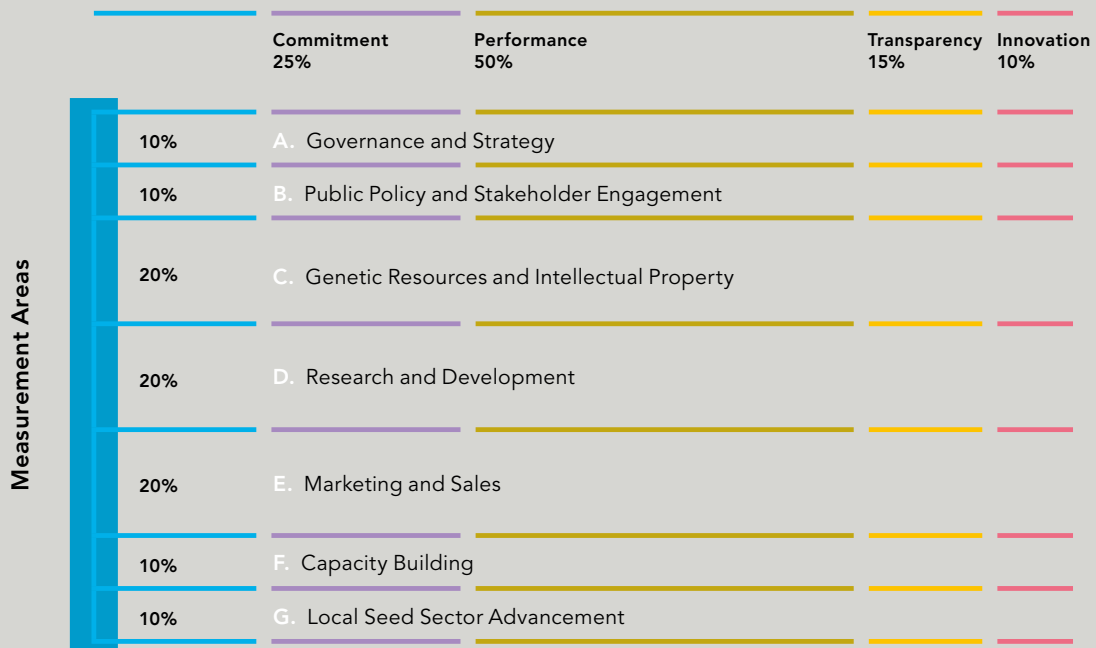 Commitment
25%
Performance
50%
Transparency
15%
Innovation
10%
Measurement Areas
10%
A. Governance and Strategy
10%
B. Public Policy and Stakeholder Engagement
20%
C. Genetic Resources and Intellectual Property
20%
D. Research and Development
20%
E. Marketing and Sales
10%
F. Capacity Building
10%
G. Local Seed Sector Advancement